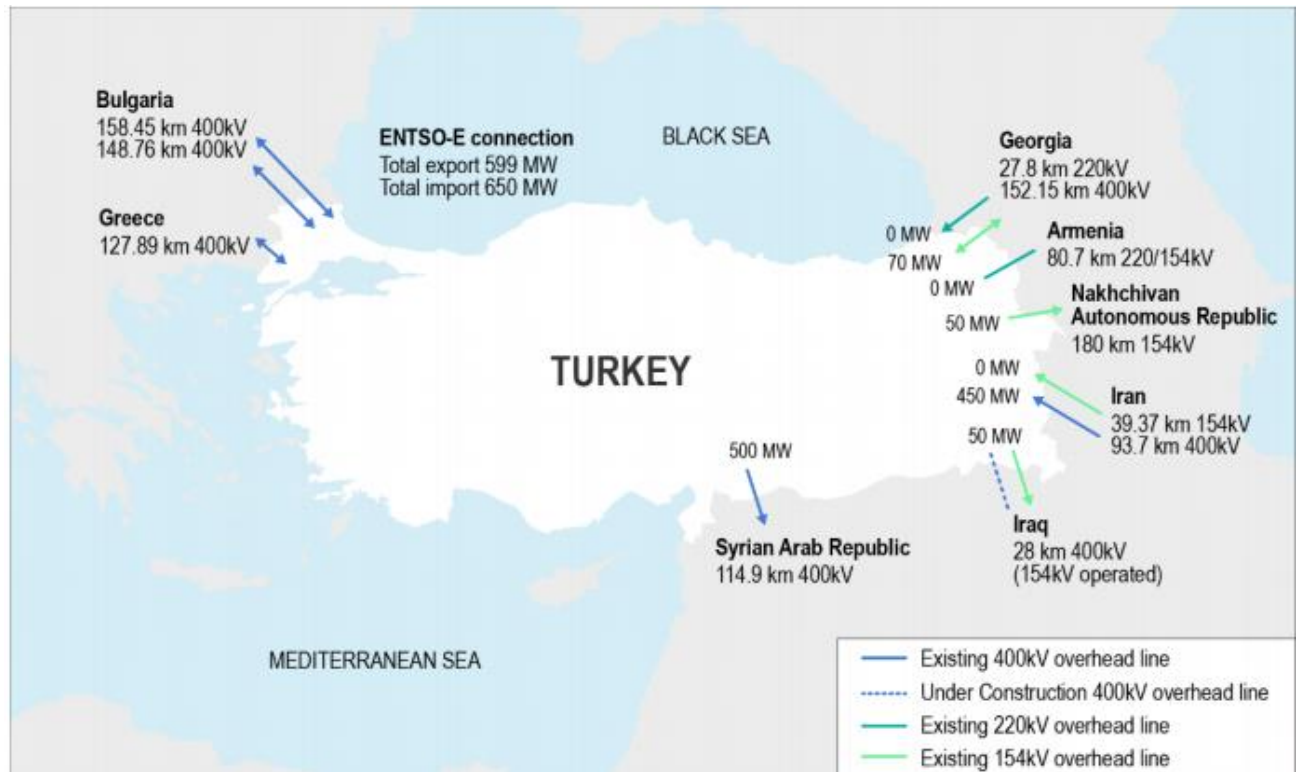 Bulgaria
158.45 km 400kV
148.76 km 400kV
Greece
127.89 km 400kV
ENTSO-E connection
Total export 599 MW
Total import 650 MW
BLACK SEA
Georgia
27.8 km 220kV
152.15 km 400kV
0 MW
70 MW
Armenia
80.7 km 220/154kV
0 MW
Nakhchivan
Autonomous Republic
180 km 154kV
50 MW
TURKEY
0 MW
450 MW
Iran
39.37 km 154kV
93.7 km 400kV
50 MW
Iraq
28 km 400kV
(154kV operated)
500 MW
Syrian Arab Republic
114.9 km 400kV
MEDITERRANEAN SEA
Existing 400kV overhead line
Under Construction 400kV overhead line
Existing 220kV overhead line
Existing 154kV overhead line